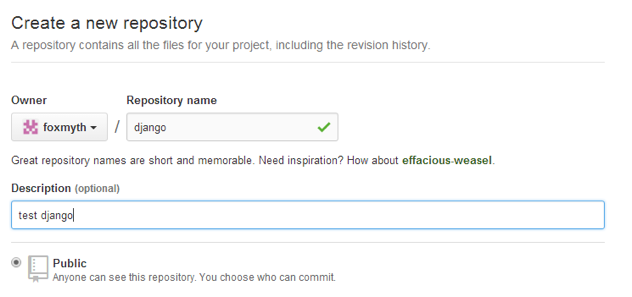 Create a new repository
A repository contains all the files for your project, including the revision history.
Owner Repository name
foxmyth / django
Great repository names are short and memorable. Need inspiration? How about effacious-weasel.
Description (optional)
test django
Public
Anyone can see this repository. You choose who can commit.